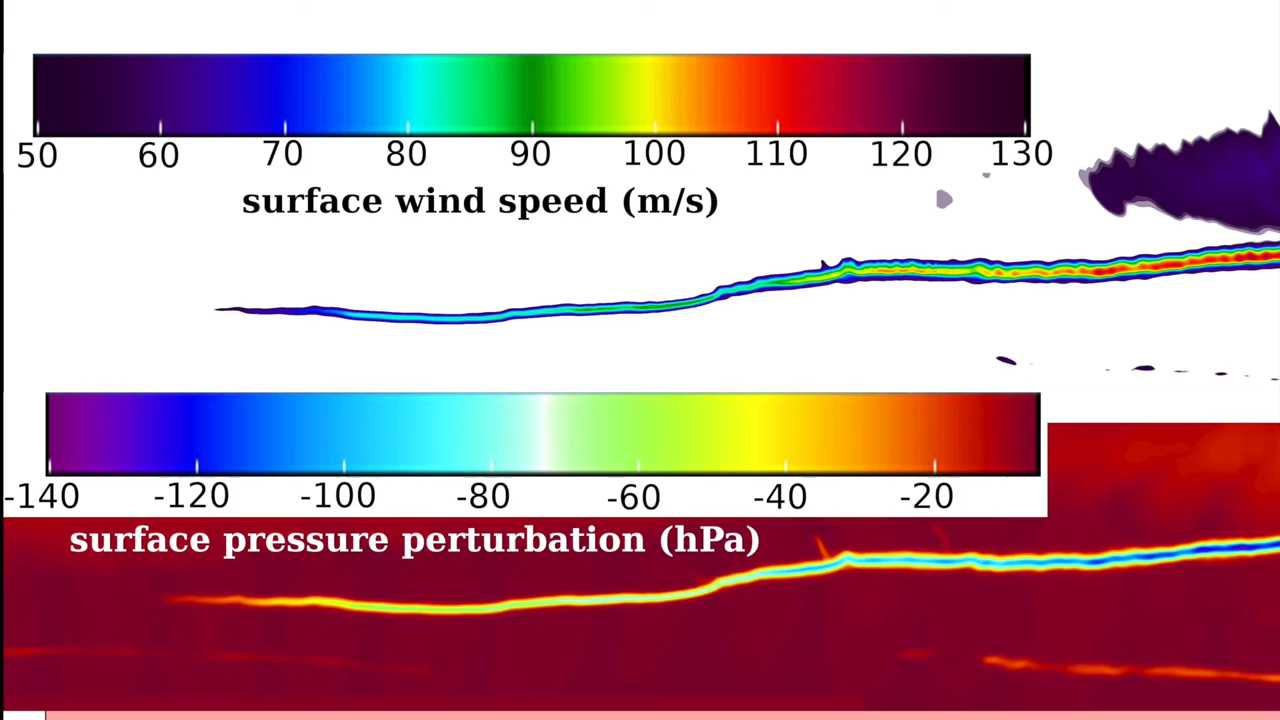 50 60 70 80 90 100 110 120 130
surface wind speed (m/s)
-140 -120 -100 -80 -60 -40 -20
surface pressure perturbation (hPa)